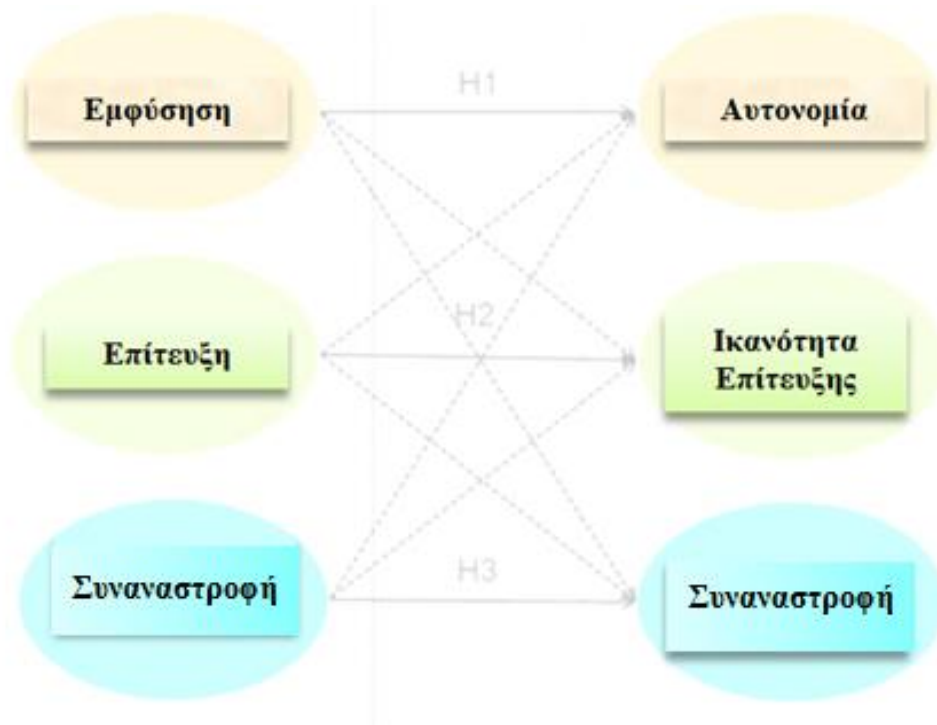 Εμφύσηση
H1
Αυτονομία
Επίτευξη
H2
Ικανότητα
Επίτευξης
Συναναστροφή
H3
Συναναστροφή